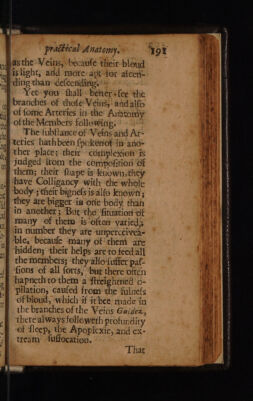 practical Anatomy. 191
as the Veins, because their bloud
is light, and more apt for ascen-
ding than descending.
Yet you shall better see the
branches of those Veins, and also
of some Arteries in the Anatomy
of the Members following.
The substance of Veins and Ar-
teries hath been spoken of in ano-
ther place; their complexion is
judged from the composition of
them; their shape is known, they
have Colligancy with the whole
body; their bigness is also known;
they are bigger in one body than
in another; But the situation of
many of them is often varied,
in number they are unperceivea-
ble, because many of them are
hidden; their helps are to feed all
the members; they also suffer pas-
sions of all sorts, but there often
hapneth to them a streightned o-
pilation, caused from the fulness
of bloud, which if it bee made in
the branches of the Veins Guidez,
there always followeth profundity
of sleep, the Apoplexie, and ex-
tream suffocation.
That